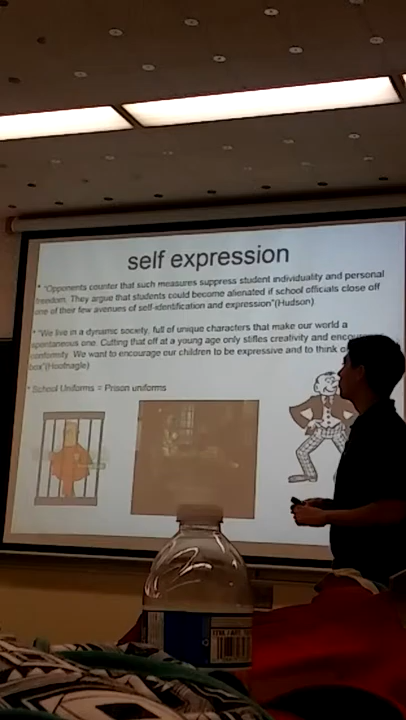 self expression
* "Opponents counter that such measures suppress student individuality and personal
freedom. They argue that students could become alienated if school officials close off
one of their few avenues of self-identification and expression"(Hudson)
* "We live in a dynamic society, full of unique characters that make our world a
spontaneous one. Cutting that off at a young age only stifles creativity and
conformity. We want to encourage our children to be expressive and to think
box"(Hoofnagle)
* School Uniforms = Prison uniforms